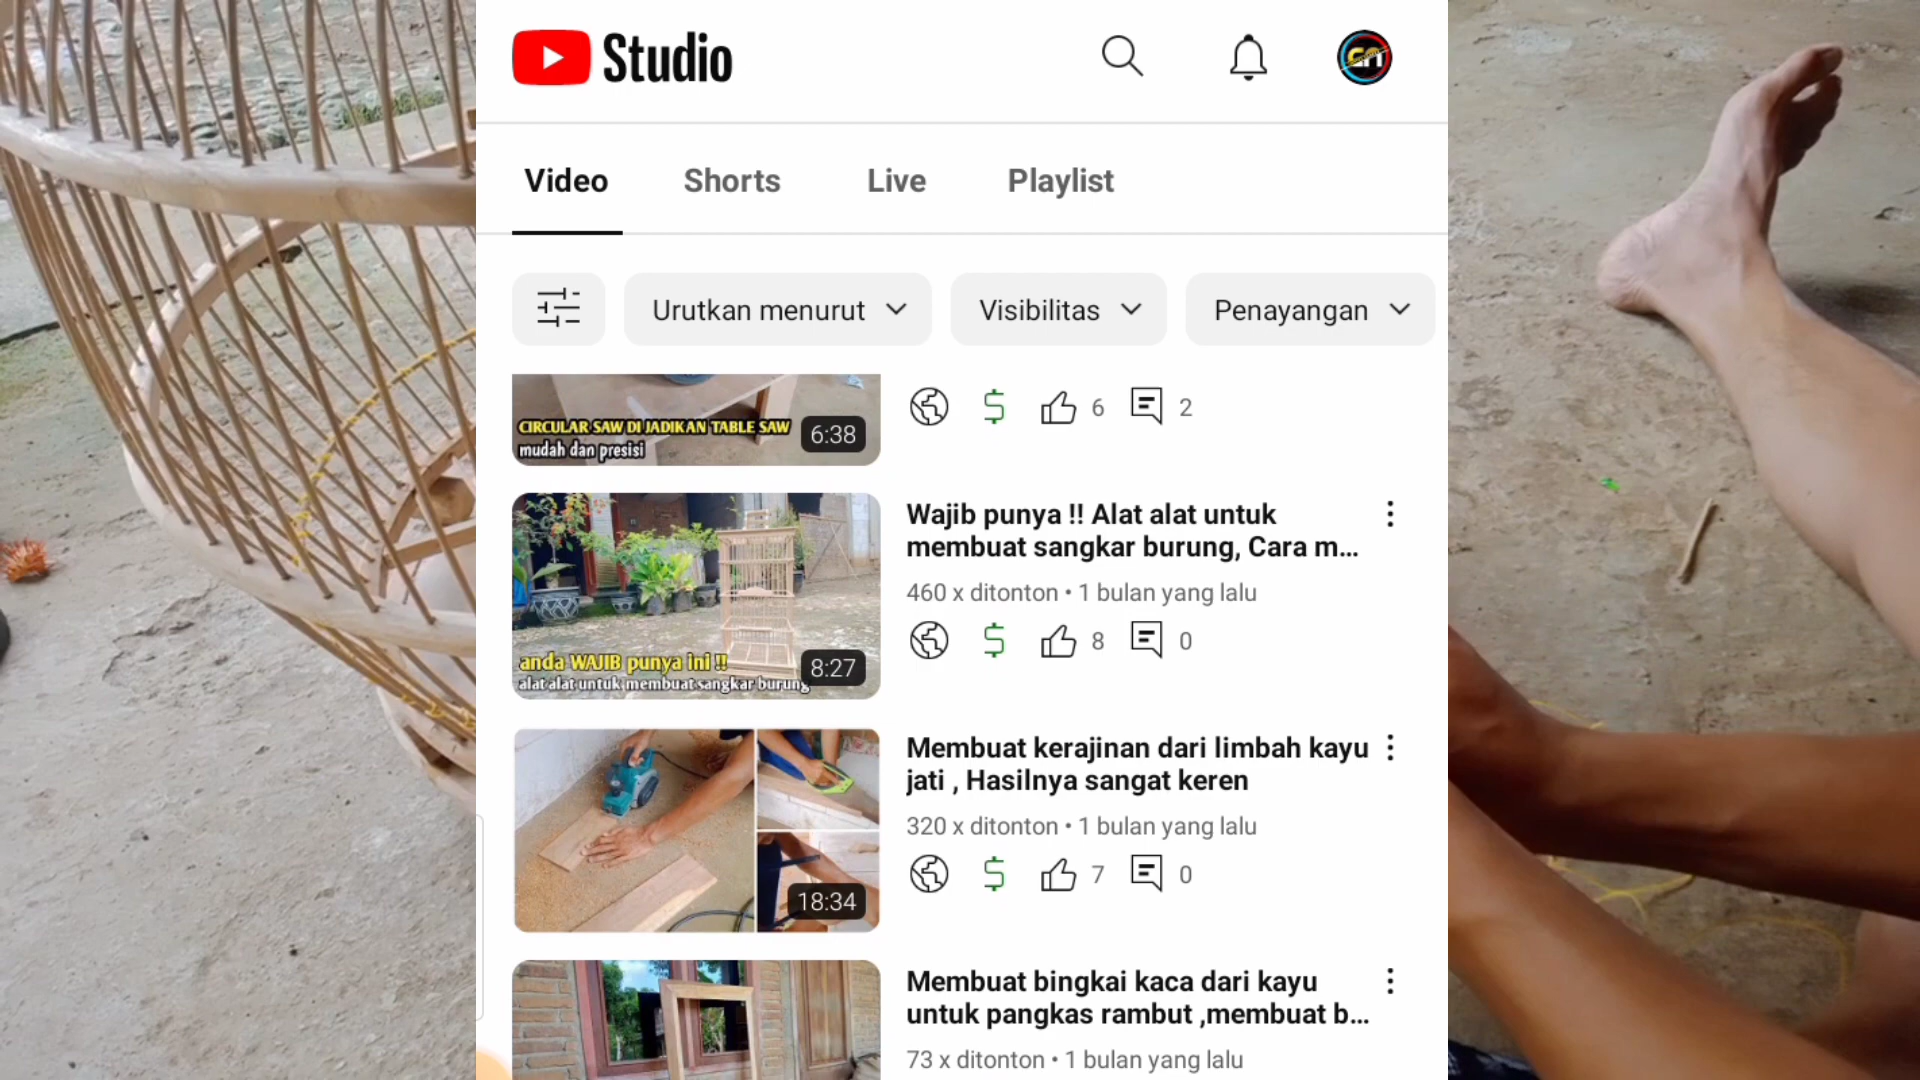 Studio
Video Shorts Live Playlist
Urutkan menurut Visibilitas Penayangan
CIRCULAR SAW DI JADIKAN TABLE SAW
mudah dan presisi
6:38
6 2
anda WAJIB punya ini !!
alat alat untuk membuat sangkar burung
8:27
Wajib punya !! Alat alat untuk
membuat sangkar burung, Cara m...
460 x ditonton • 1 bulan yang lalu
8 0
18:34
Membuat kerajinan dari limbah kayu
jati , Hasilnya sangat keren
320 x ditonton • 1 bulan yang lalu
7 0
Membuat bingkai kaca dari kayu
untuk pangkas rambut ,membuat b...
73 x ditonton • 1 bulan yang lalu